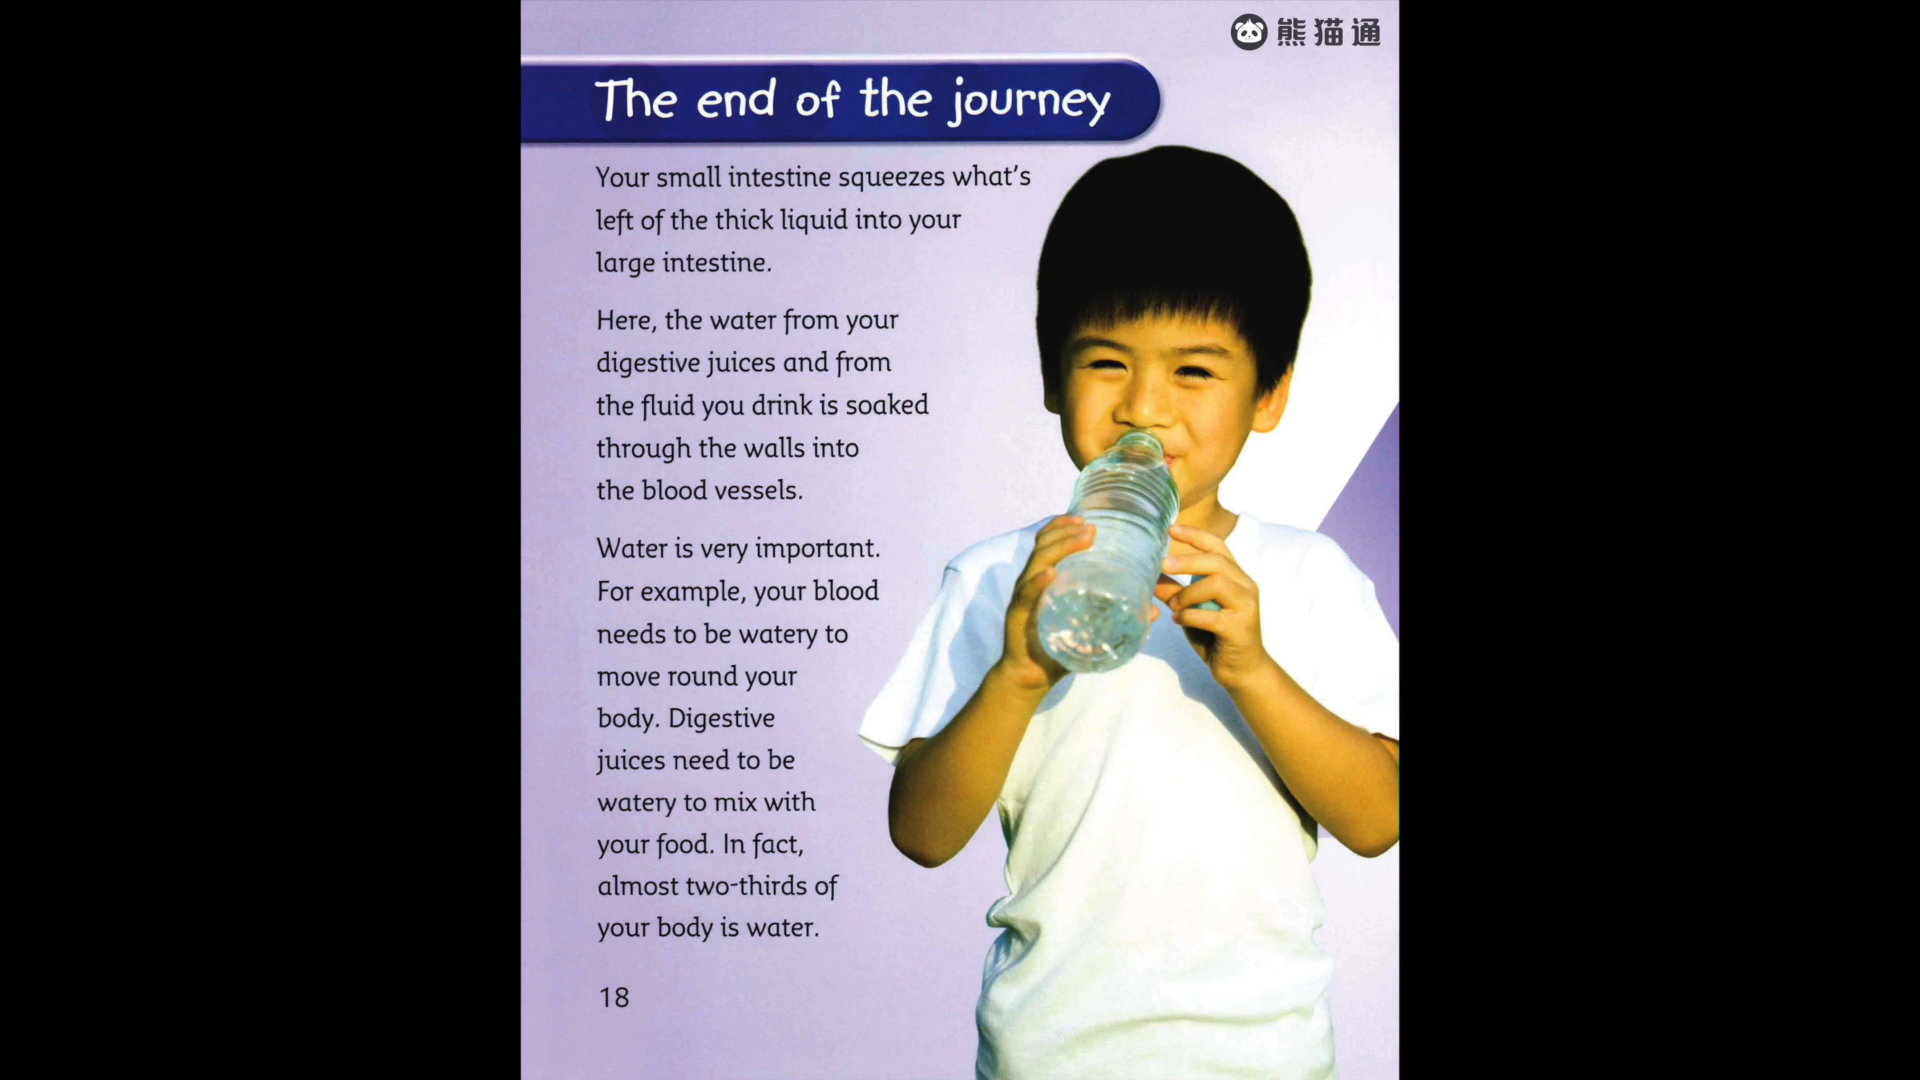 熊猫通
The end of the journey
Your small intestine squeezes what's
left of the thick liquid into your
large intestine.
Here, the water from your
digestive juices and from
the fluid you drink is soaked
through the walls into
the blood vessels.
Water is very important.
For example, your blood
needs to be watery to
move round your
body. Digestive
juices need to be
watery to mix with
your food. In fact,
almost two-thirds of
your body is water.
18